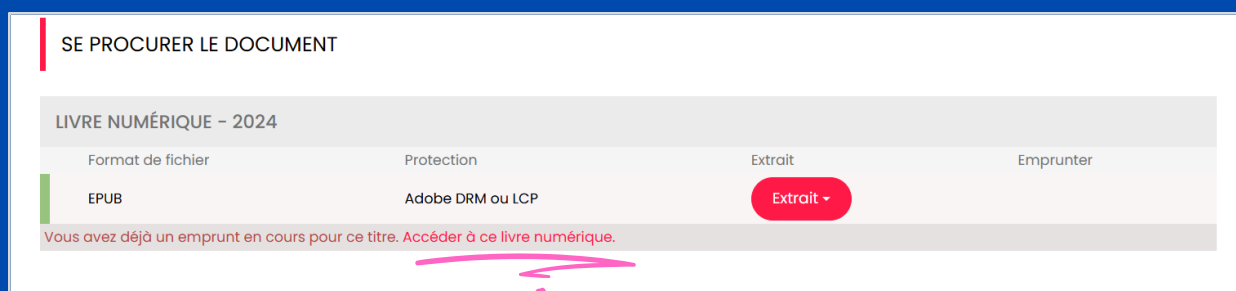 SE PROCURER LE DOCUMENT
LIVRE NUMÉRIQUE - 2024
Format de fichier Protection Extrait Emprunter
EPUB Adobe DRM ou LCP Extrait
Vous avez déjà un emprunt en cours pour ce titre. Accéder à ce livre numérique.